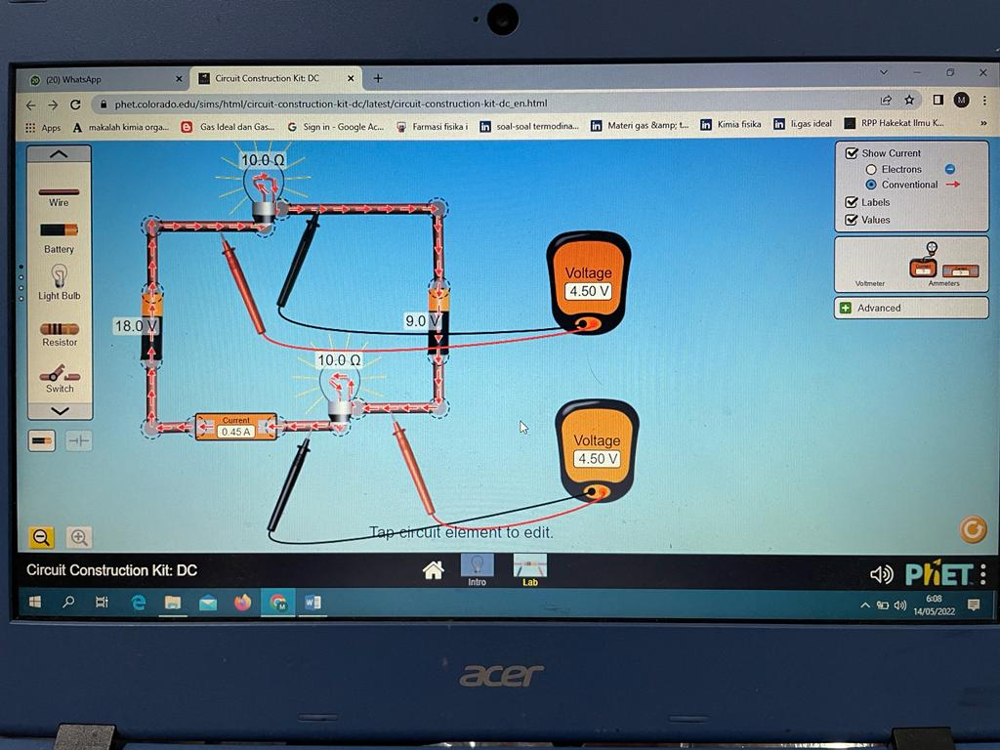 (20) WhatsApp
Circuit Construction Kit: DC
phet.colorado.edu/sims/html/circuit-construction-kit-dc/latest/circuit-construction-kit-dc_en.html
M
Apps
makalah kimia orga...
Gas Ideal dan Gas...
Sign in - Google Ac...
Farmasi fisika i
soal-soal termodina...
Materi gas &amp; t...
Kimia fisika
li.gas ideal
RPP Hakekat Ilmu K...
Wire
Battery
Light Bulb
Resistor
Switch
10.0 Ω
18.0 V
9.0 V
10.0 Ω
Current
0.45 A
Voltage
4.50 V
Voltage
4.50 V
Show Current
Electrons
Conventional
Labels
Values
Voltmeter
Ammeters
Advanced
Tap circuit element to edit.
Circuit Construction Kit: DC
Intro
Lab
PhET
6:08
14/05/2022
acer